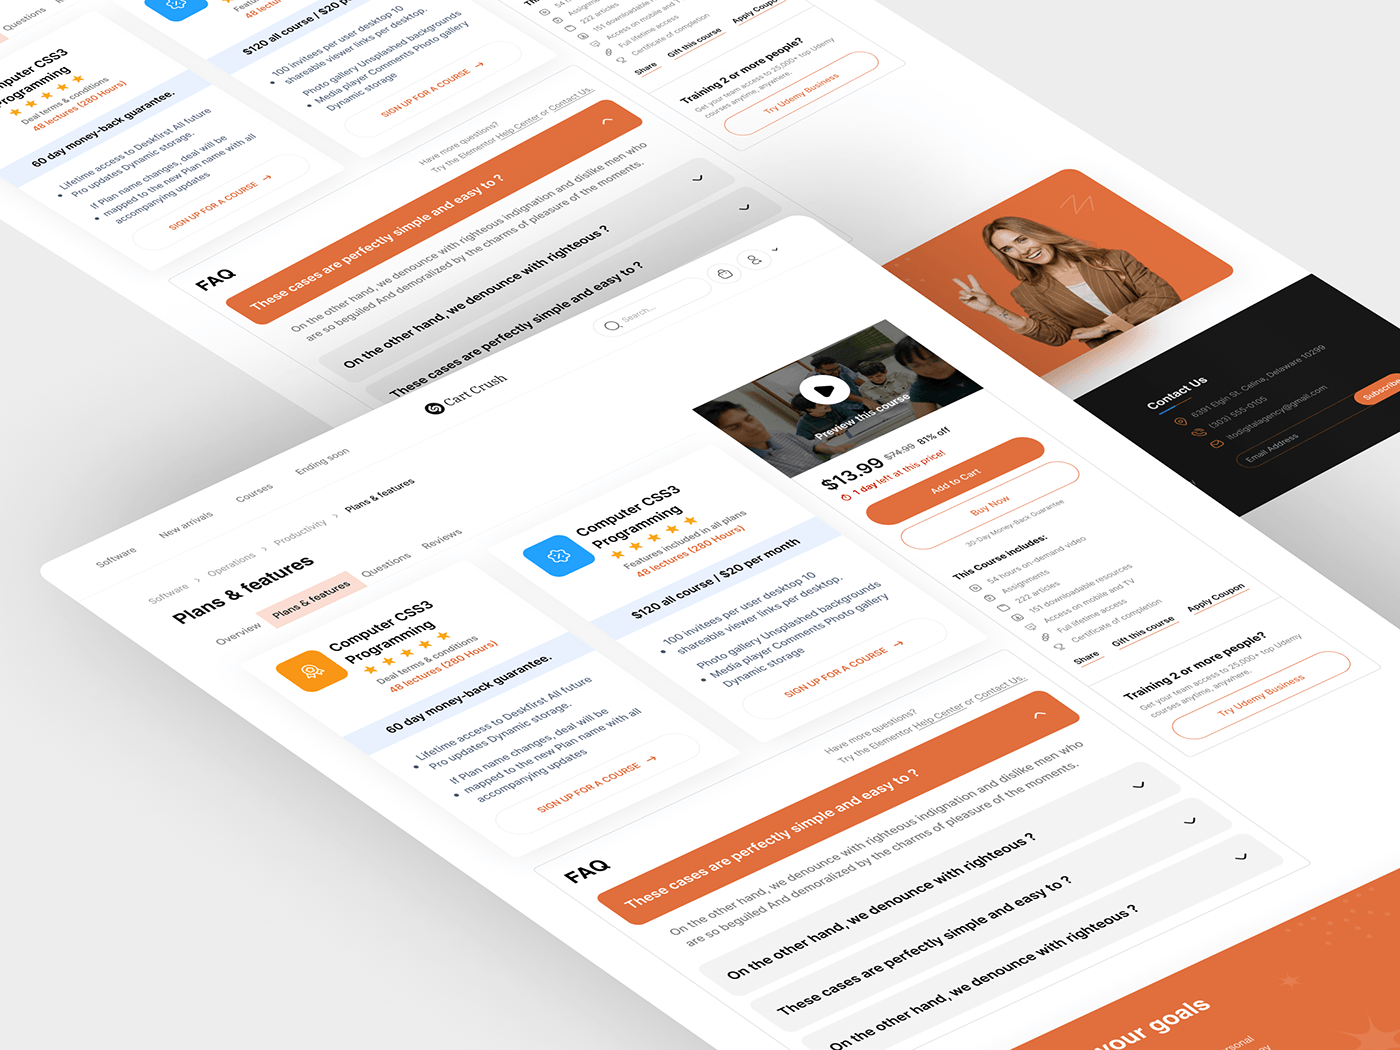 Questions
Computer CSS3
Programming
Deal terms & conditions
48 lectures (280 Hours)
60 day money-back guarantee.
Lifetime access to Deskfirst All future
Pro updates Dynamic storage.
If Plan name changes, deal will be
mapped to the new Plan name with all
accompanying updates
SIGN UP FOR A COURSE
48 lectures
$120 all course / $20
100 invitees per user desktop 10
shareable viewer links per desktop.
Photo gallery Unsplashed backgrounds
Media player Comments Photo gallery
Dynamic storage
SIGN UP FOR A COURSE
222 articles
151 downloadable
Access on mobile and TV
Full lifetime access
Certificate of completion
Share
Gift this course
Apply Coupon
Training 2 or more people?
Get your team access to 25,000+ top Udemy
courses anytime, anywhere.
Try Udemy Business
FAQ
Have more questions?
Try the Elementor Help Center or Contact Us.
These cases are perfectly simple and easy to ?
On the other hand, we denounce with righteous indignation and dislike men who
are so beguiled And demoralized by the charms of pleasure of the moments.
On the other hand, we denounce with righteous ?
These cases are perfectly simple and easy to ?
Contact Us
6391 Elgin St. Celina, Delaware 10299
(303) 555-0105
itodigitalagency@gmail.com
Email Address
Subscribe
Cart Crush
Search...
Software
New arrivals
Courses
Ending soon
Software
Operations
Productivity
Plans & features
Plans & features
Overview
Plans & features
Questions
Reviews
Computer CSS3
Programming
Deal terms & conditions
48 lectures (280 Hours)
60 day money-back guarantee.
Lifetime access to Deskfirst All future
Pro updates Dynamic storage.
If Plan name changes, deal will be
mapped to the new Plan name with all
accompanying updates
SIGN UP FOR A COURSE
Computer CSS3
Programming
Features included in all plans
48 lectures (280 Hours)
$120 all course / $20 per month
100 invitees per user desktop 10
shareable viewer links per desktop.
Photo gallery Unsplashed backgrounds
Media player Comments Photo gallery
Dynamic storage
SIGN UP FOR A COURSE
Preview this course
$13.99 $74.99 81% off
1 day left at this price!
Add to Cart
Buy Now
30-Day Money-Back Guarantee
This Course includes:
54 hours on-demand video
Assignments
222 articles
151 downloadable resources
Access on mobile and TV
Full lifetime access
Certificate of completion
Share
Gift this course
Apply Coupon
Training 2 or more people?
Get your team access to 25,000+ top Udemy
courses anytime, anywhere.
Try Udemy Business
FAQ
Have more questions?
Try the Elementor Help Center or Contact Us.
These cases are perfectly simple and easy to ?
On the other hand, we denounce with righteous indignation and dislike men who
are so beguiled And demoralized by the charms of pleasure of the moments.
On the other hand, we denounce with righteous ?
These cases are perfectly simple and easy to ?
On the other hand, we denounce with righteous ?
your goals